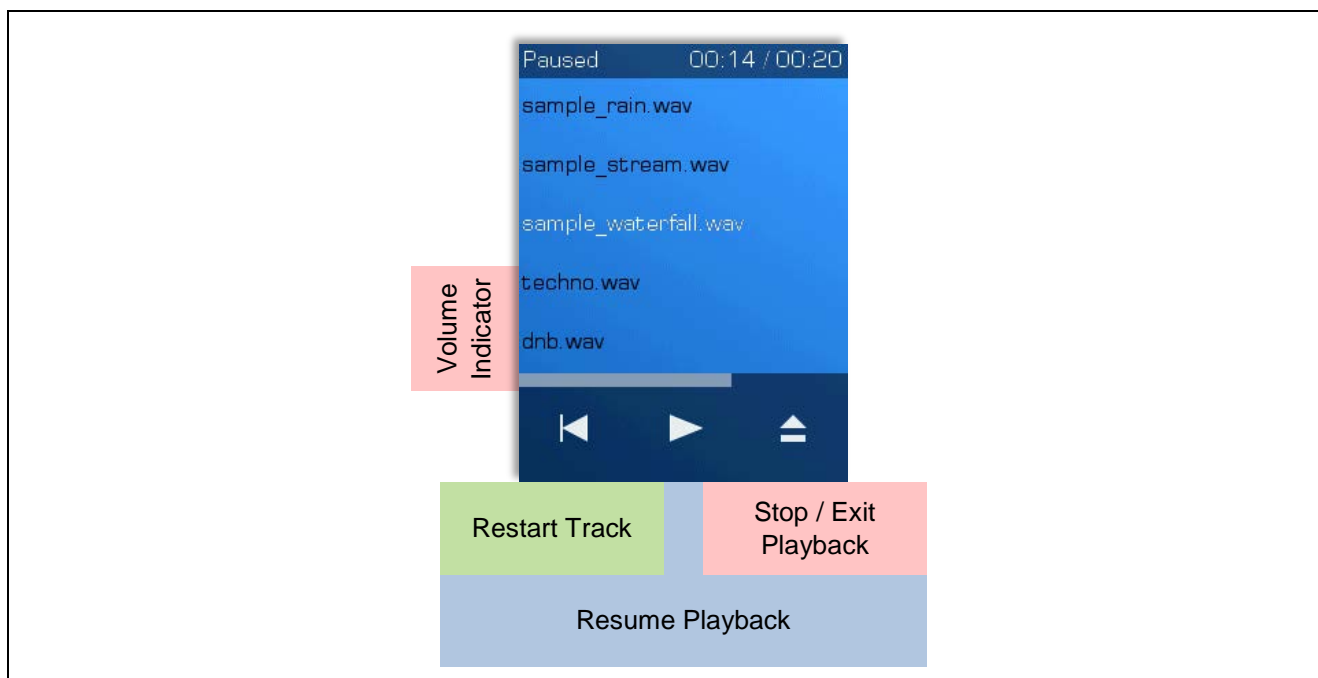 Paused 00:14 / 00:20
sample_rain.wav
sample_stream.wav
sample_waterfall.wav
techno.wav
dnb.wav
Volume
Indicator
Restart Track
Stop / Exit
Playback
Resume Playback